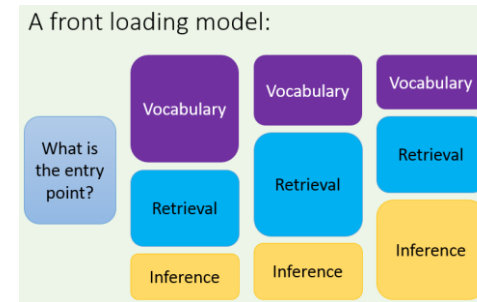 A front loading model:
What is
the entry
point?
Vocabulary
Retrieval
Inference
Vocabulary
Retrieval
Inference
Vocabulary
Retrieval
Inference